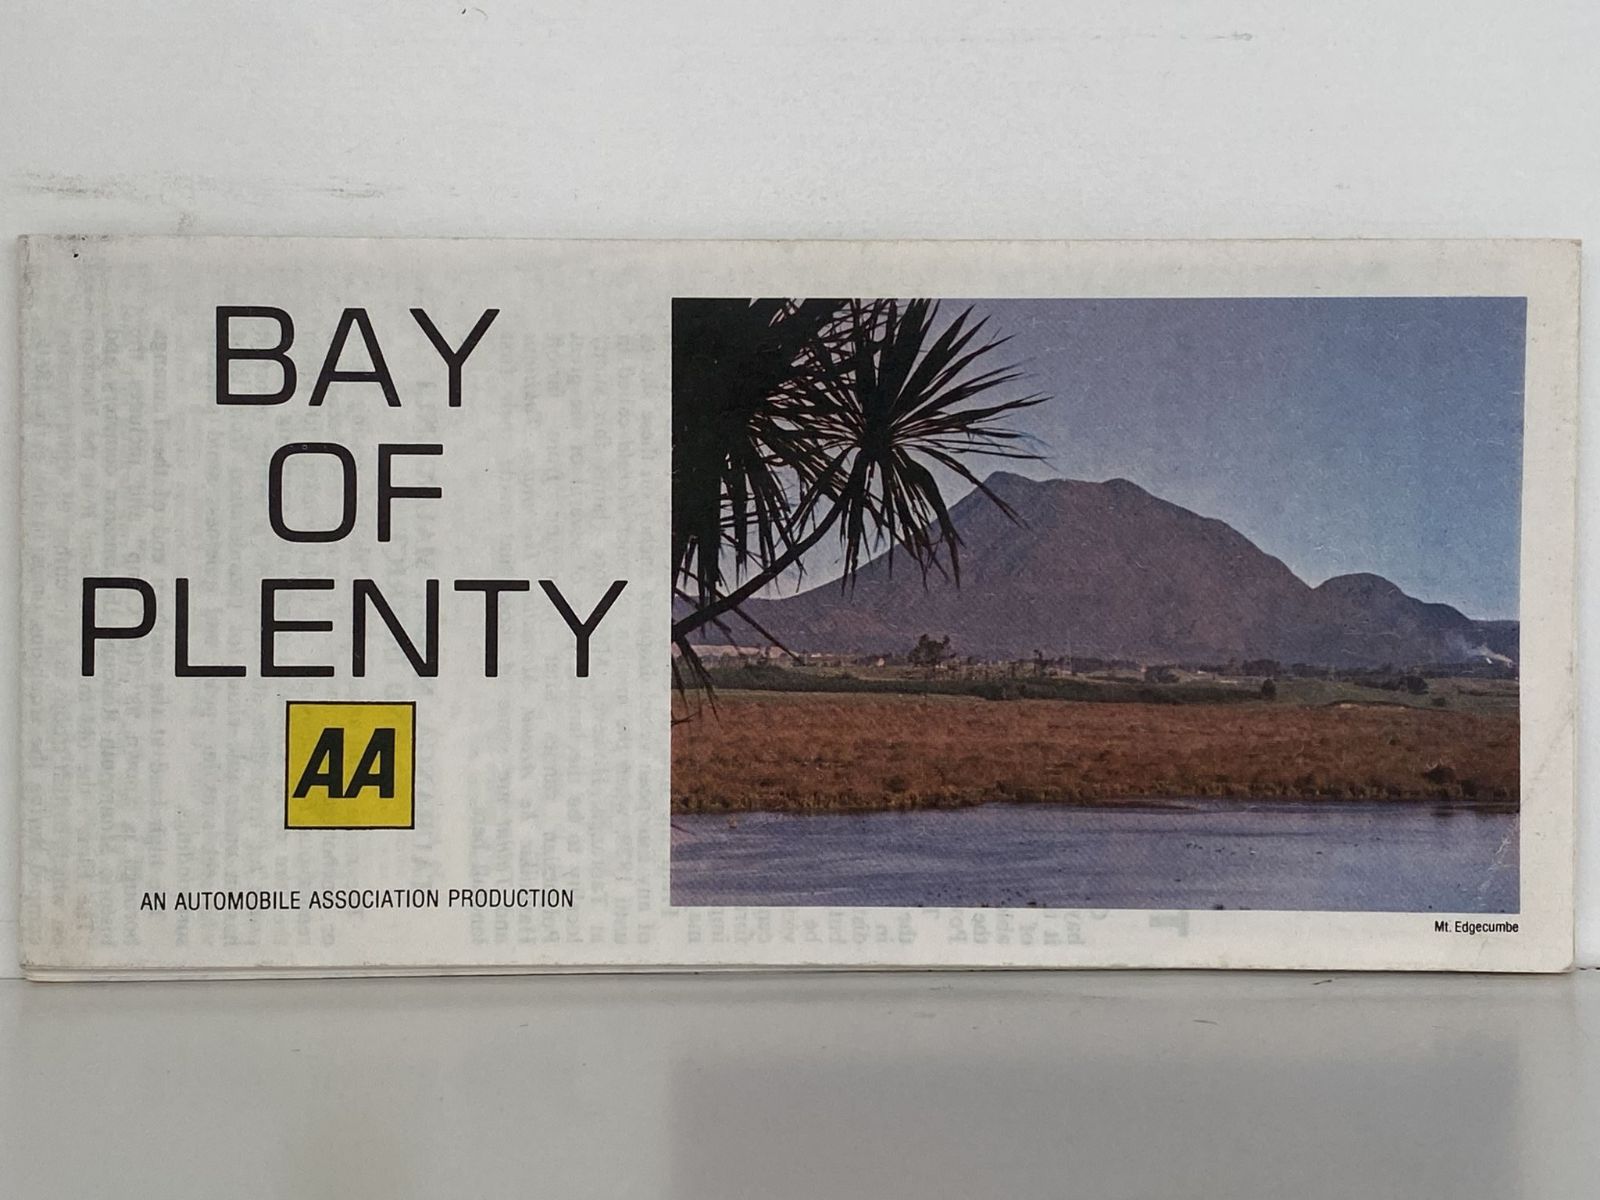 BAY
OF
PLENTY
AA
AN AUTOMOBILE ASSOCIATION PRODUCTION
Mt. Edgecumbe